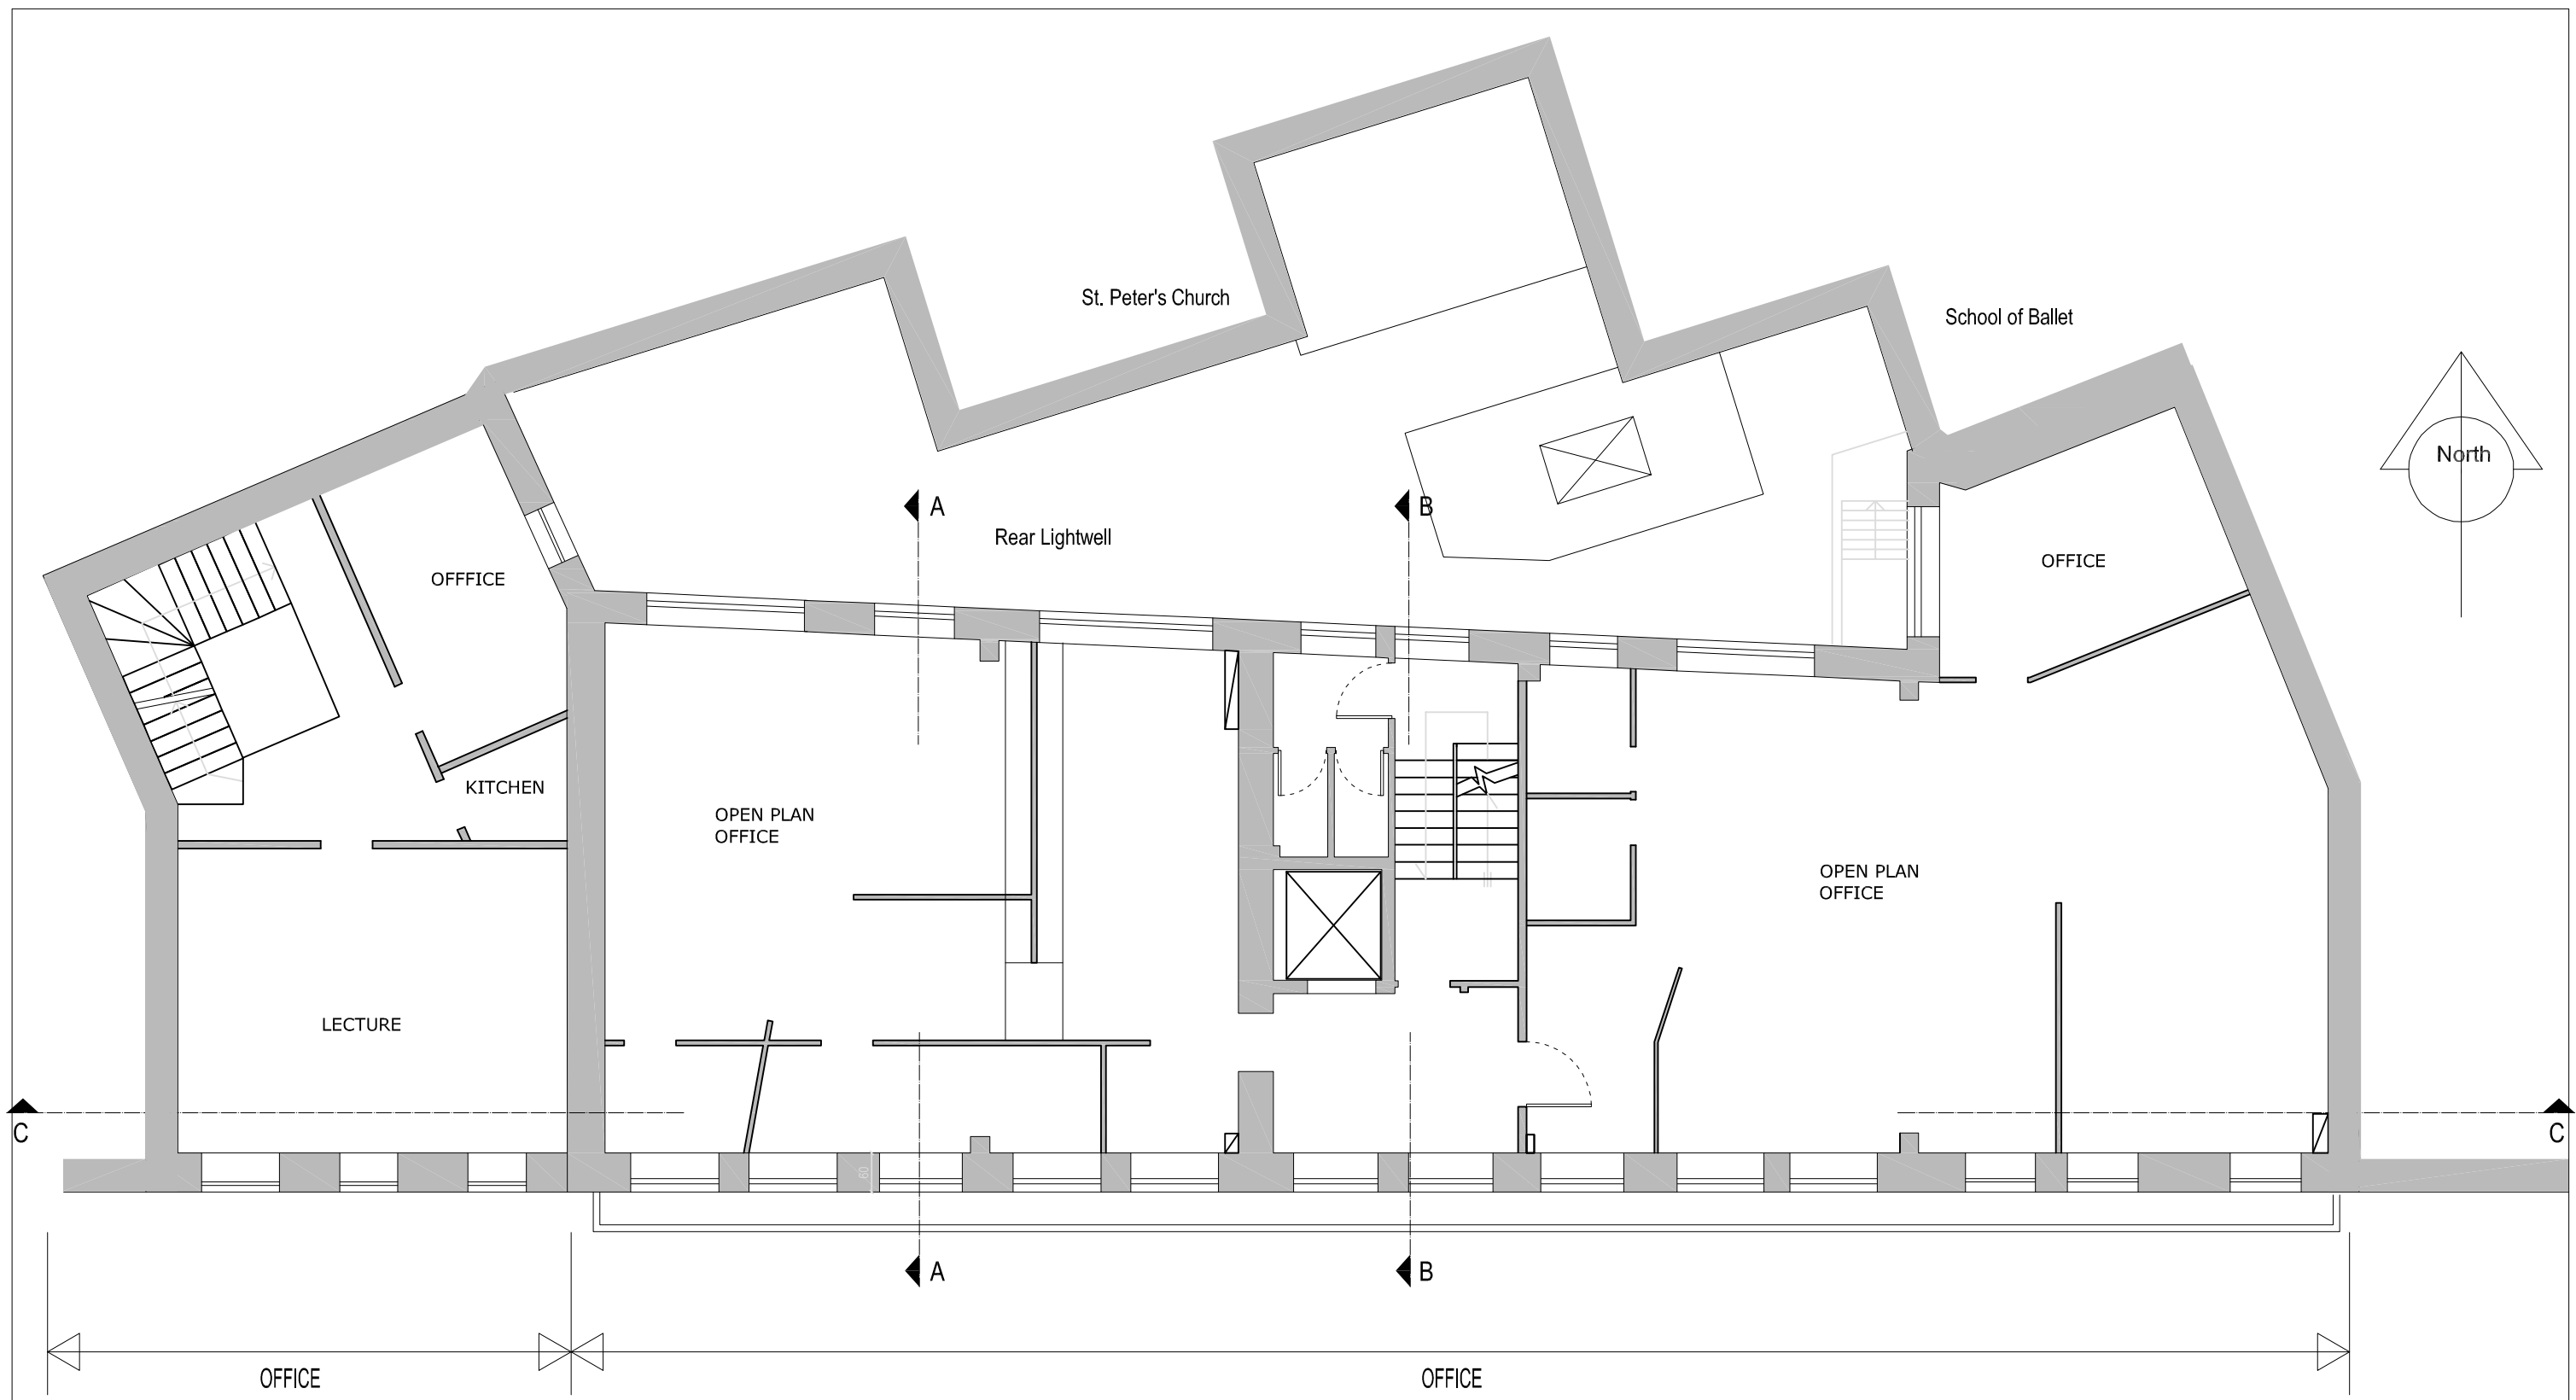 St. Peter's Church
School of Ballet
North
A
B
Rear Lightwell
OFFFICE
OFFICE
KITCHEN
OPEN PLAN
OFFICE
OPEN PLAN
OFFICE
LECTURE
C
C
60
A
B
OFFICE
OFFICE